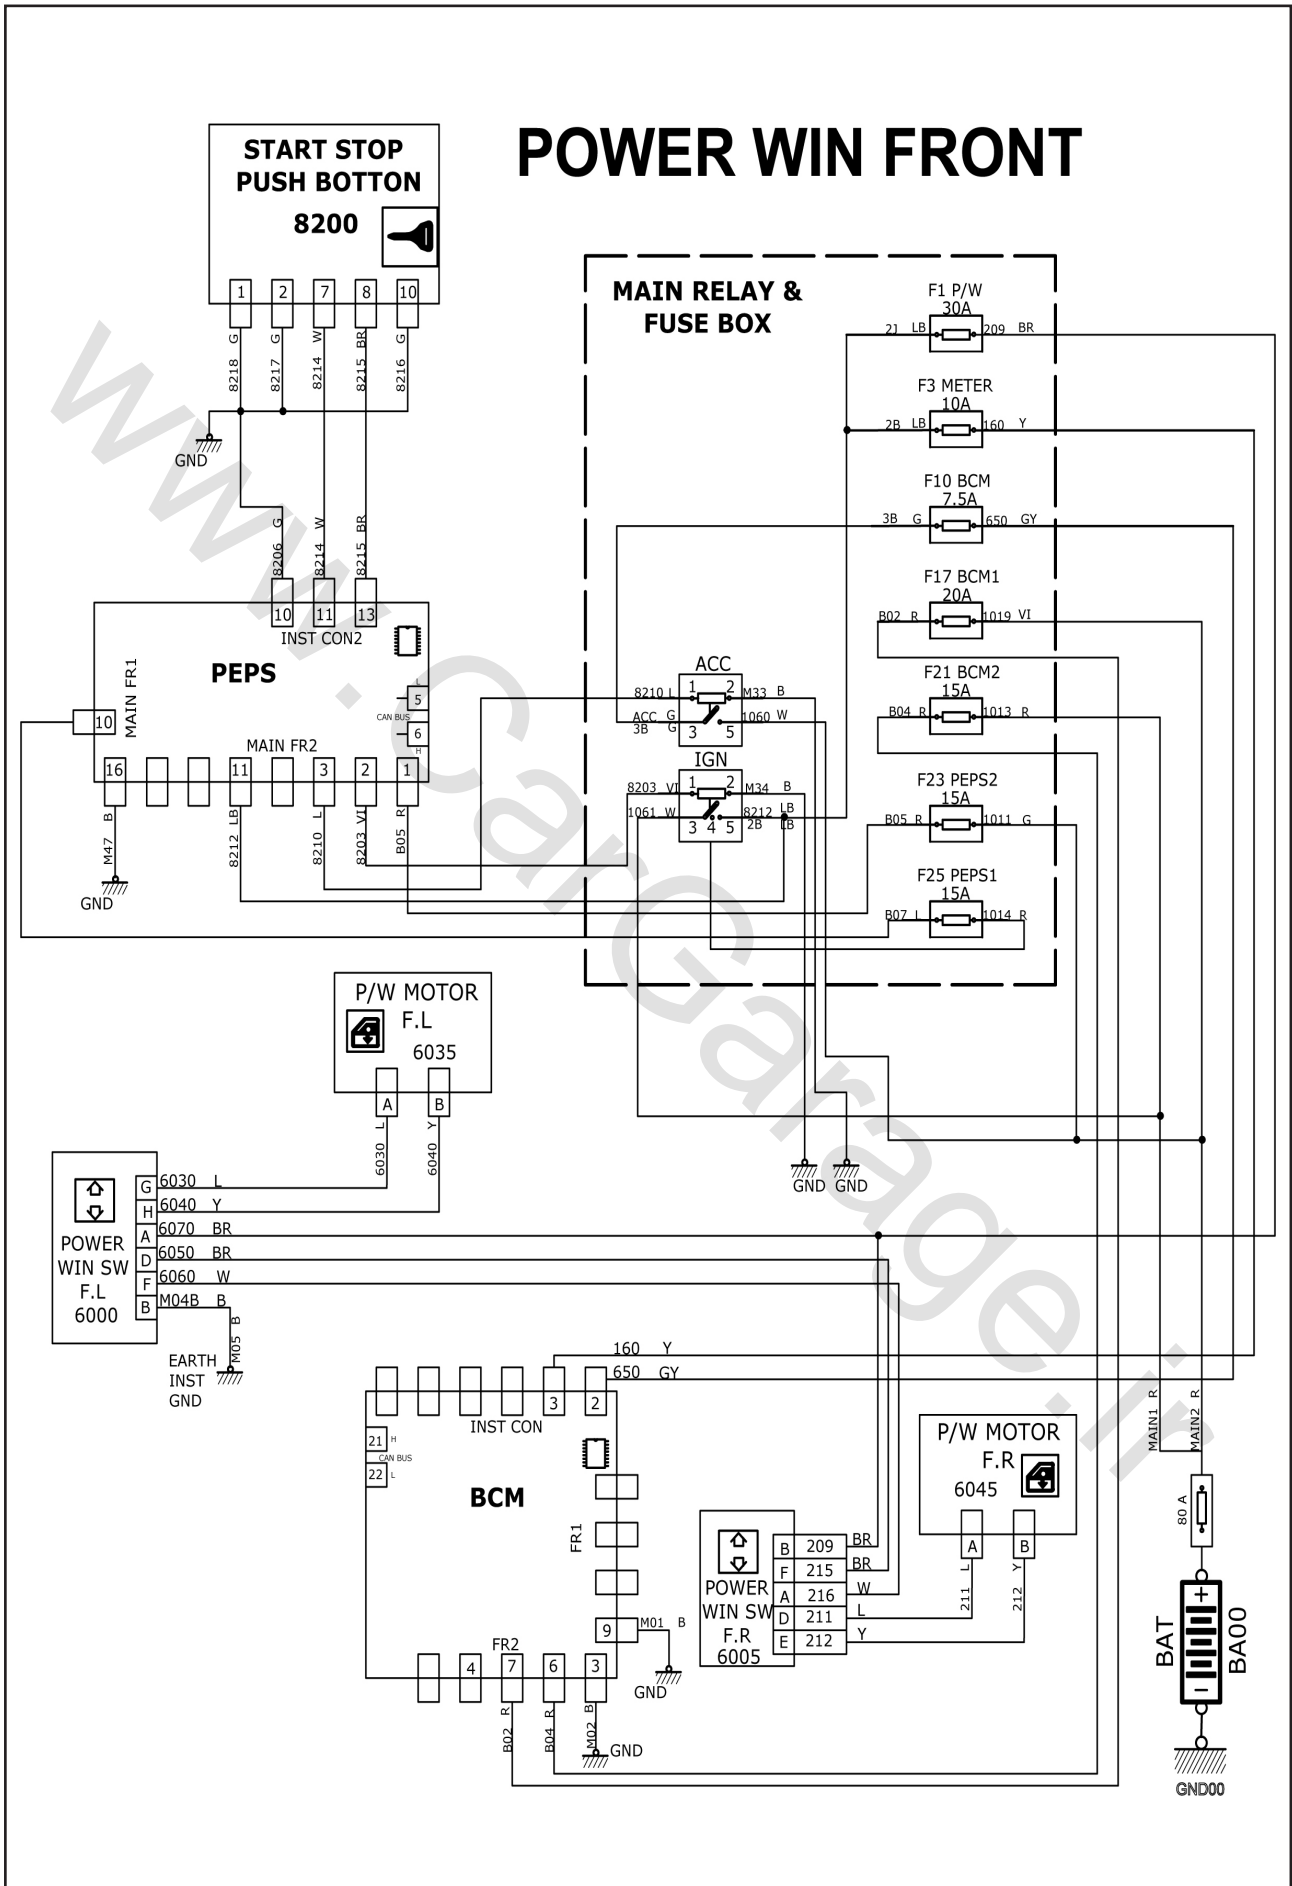 POWER WIN FRONT
START STOP
PUSH BOTTON
8200
1 2 7 8 10
8218 G
8217 G
8214 W
8215 BR
8216 G
GND
8206 G
8214 W
8215 BR
10 11 13
INST CON2
PEPS
MAIN FR1
10
L
5
CAN BUS
6
H
MAIN FR2
16 11 3 2 1
M47 B
8212 LB
8210 L
8203 VI
B05 R
GND
MAIN RELAY &
FUSE BOX
F1 P/W
30A
2J LB 209 BR
F3 METER
10A
2B LB 160 Y
F10 BCM
7.5A
3B G 650 GY
F17 BCM1
20A
B02 R 1019 VI
F21 BCM2
15A
B04 R 1013 R
F23 PEPS2
15A
B05 R 1011 G
F25 PEPS1
15A
B07 L 1014 R
ACC
8210 L 1 2 M33 B
ACC G 1060 W
3B G 3 5
IGN
8203 VI 1 2 M34 B
1061 W 8212 LB
3 4 5 2B LB
GND GND
P/W MOTOR
F.L
6035
A B
6030 L
6040 Y
POWER
WIN SW
F.L
6000
G 6030 L
H 6040 Y
A 6070 BR
D 6050 BR
F 6060 W
B M04B B
M05 B
EARTH
INST
GND
160 Y
650 GY
3 2
INST CON
21 H
CAN BUS
22 L
BCM
FR1
9 M01 B
GND
FR2
4 7 6 3
B02 R
B04 R
M02 B
GND
POWER
WIN SW
F.R
6005
B 209 BR
F 215 BR
A 216 W
D 211 L
E 212 Y
P/W MOTOR
F.R
6045
A B
211 L
212 Y
MAIN1 R
MAIN2 R
80 A
+
BAT
BA00
−
GND00
www.CarGarage.ir